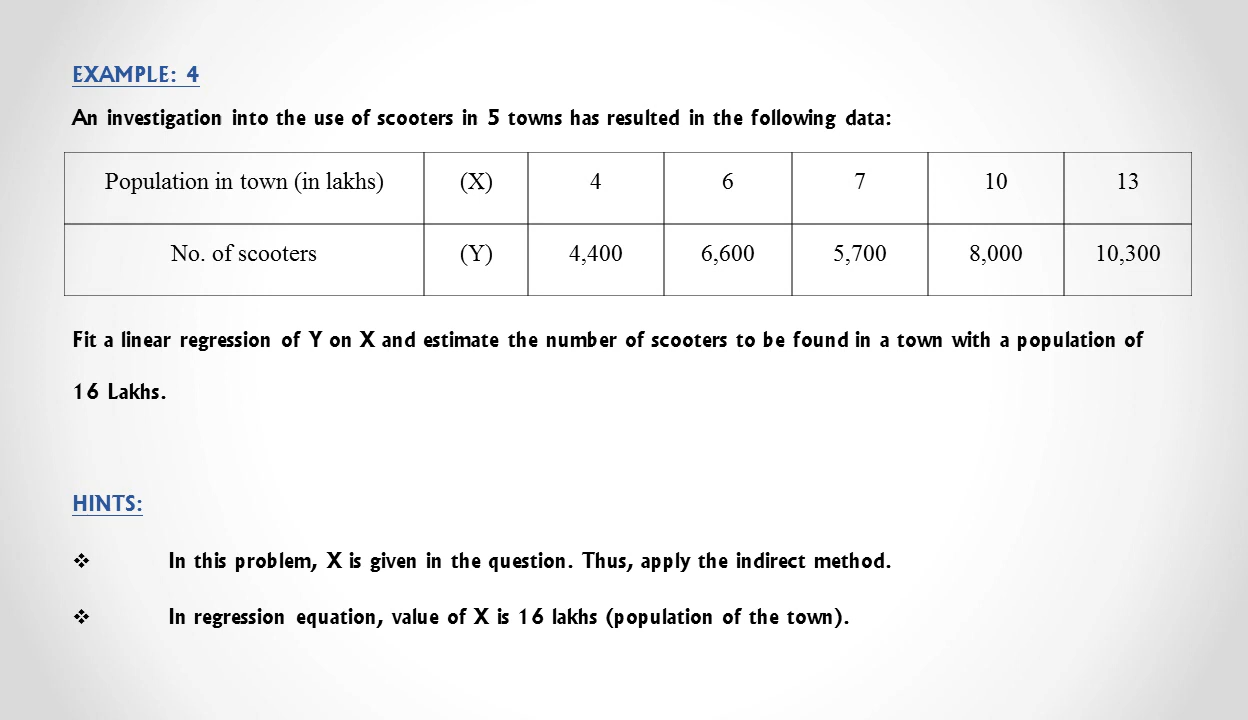 EXAMPLE: 4
An investigation into the use of scooters in 5 towns has resulted in the following data:
Population in town (in lakhs) (X) 4 6 7 10 13
No. of scooters (Y) 4,400 6,600 5,700 8,000 10,300
Fit a linear regression of Y on X and estimate the number of scooters to be found in a town with a population of
16 Lakhs.
HINTS:
❖ In this problem, X is given in the question. Thus, apply the indirect method.
❖ In regression equation, value of X is 16 lakhs (population of the town).